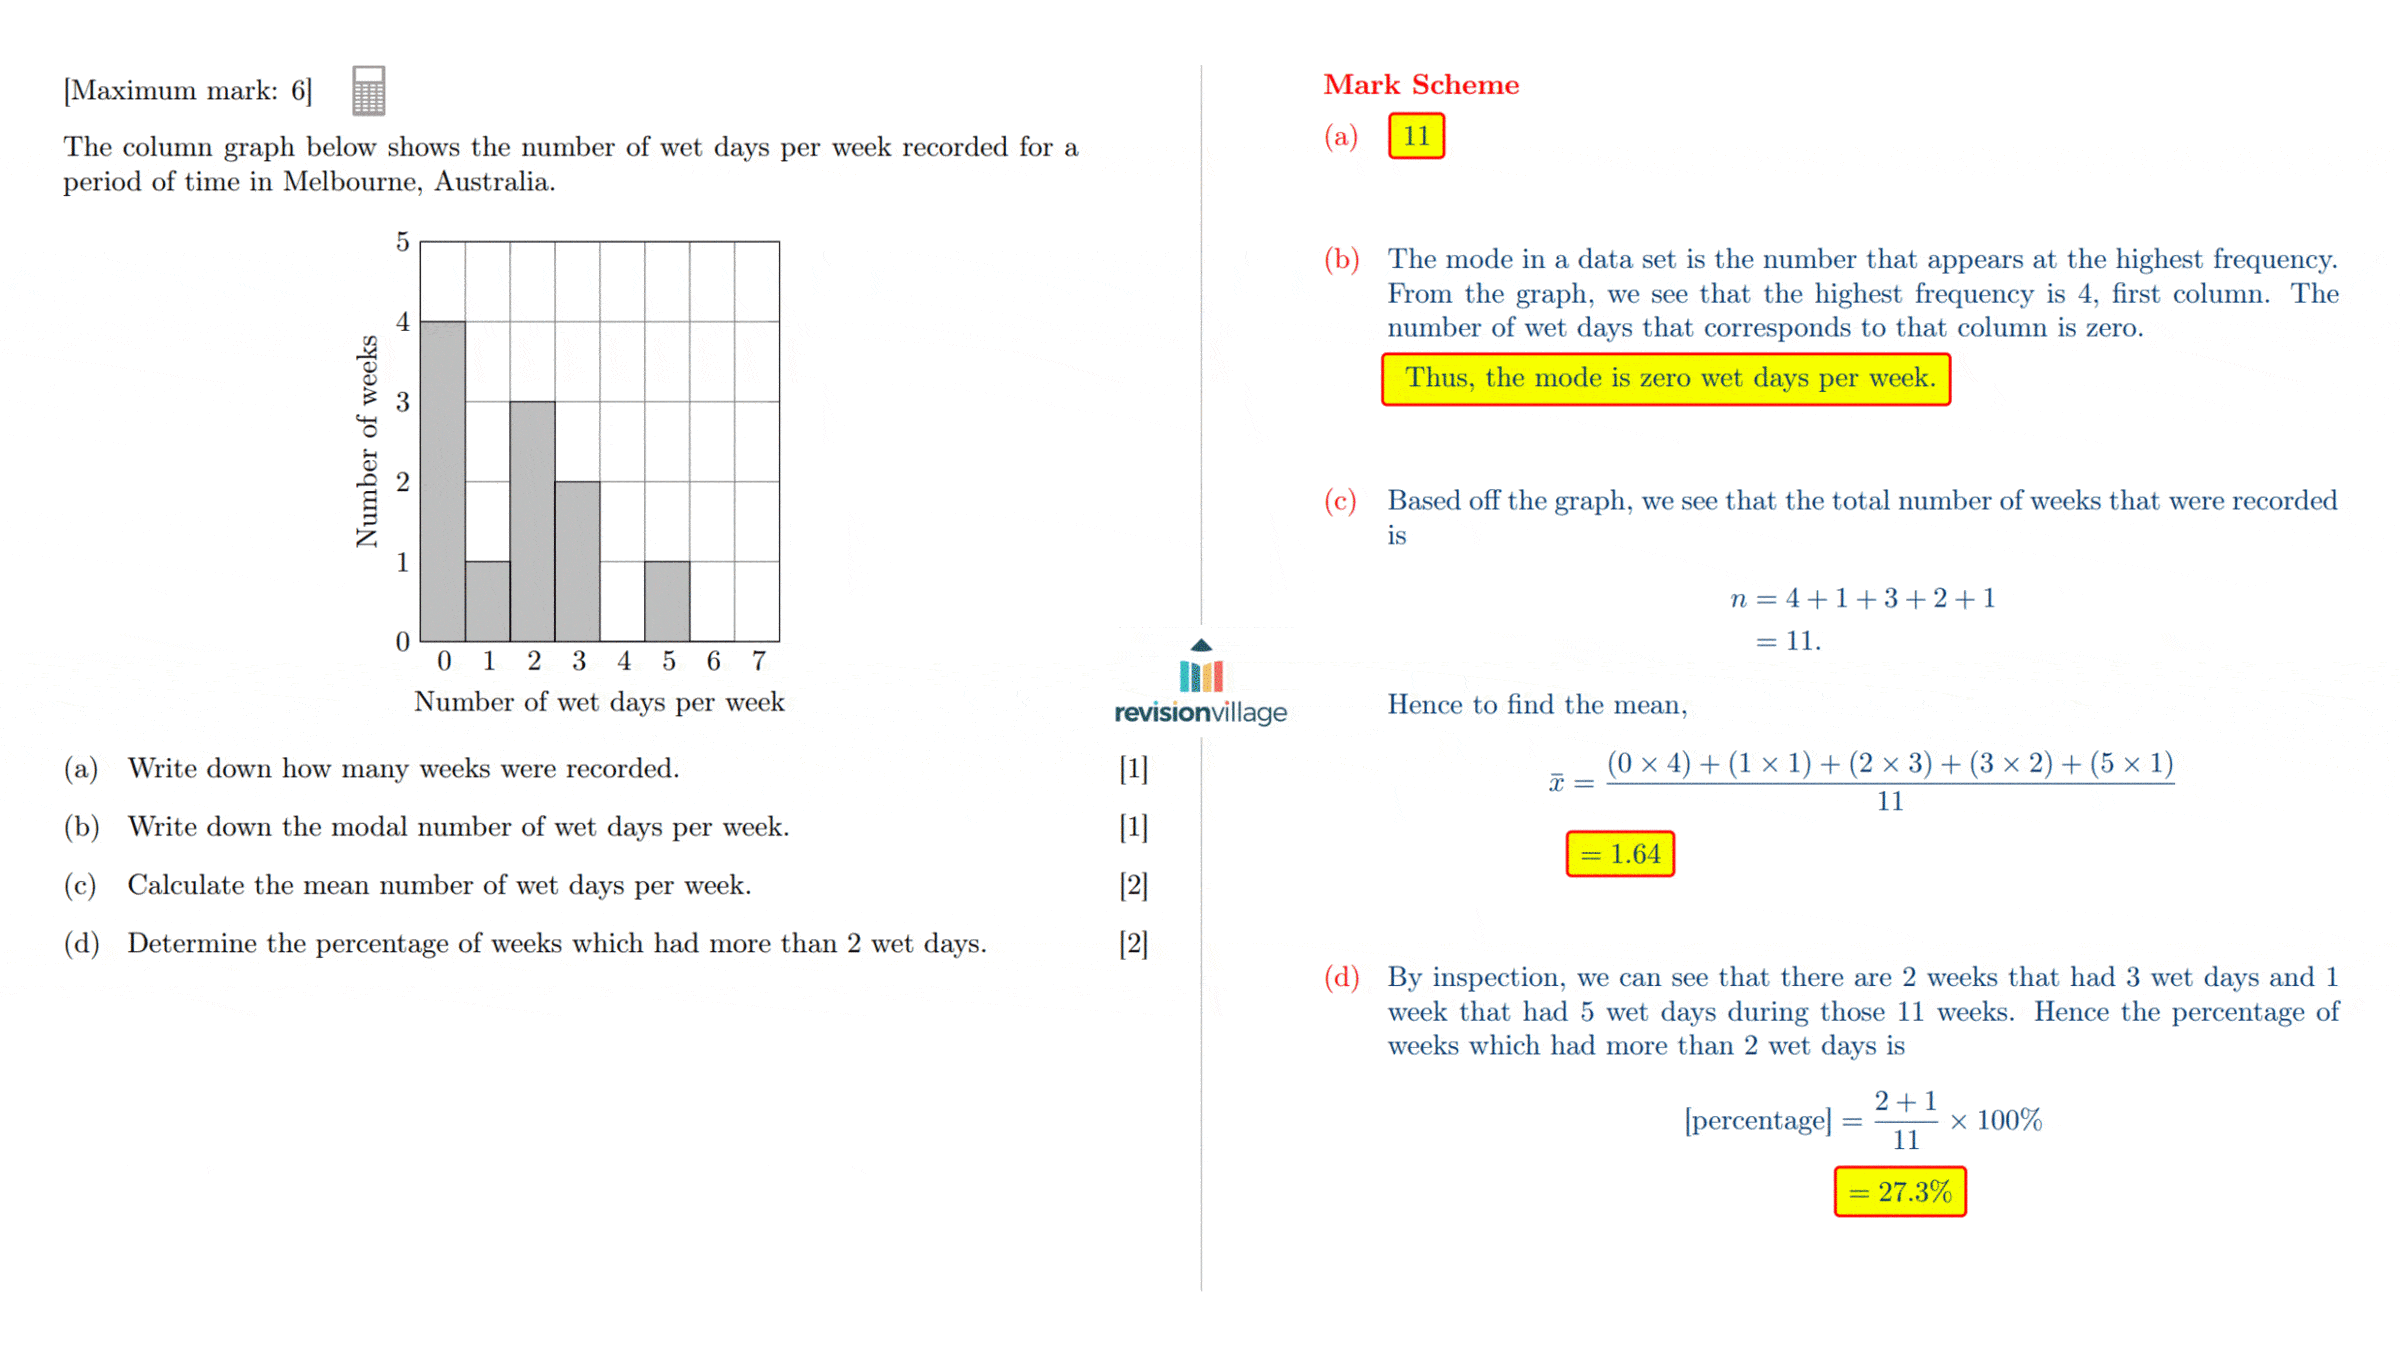 [Maximum mark: 6]
The column graph below shows the number of wet days per week recorded for a
period of time in Melbourne, Australia.
5
4
3
2
1
0
Number of weeks
0 1 2 3 4 5 6 7
Number of wet days per week
(a) Write down how many weeks were recorded. [1]
(b) Write down the modal number of wet days per week. [1]
(c) Calculate the mean number of wet days per week. [2]
(d) Determine the percentage of weeks which had more than 2 wet days. [2]
revisionvillage
Mark Scheme
(a) 11
(b) The mode in a data set is the number that appears at the highest frequency.
From the graph, we see that the highest frequency is 4, first column. The
number of wet days that corresponds to that column is zero.
Thus, the mode is zero wet days per week.
(c) Based off the graph, we see that the total number of weeks that were recorded
is
n = 4 + 1 + 3 + 2 + 1
= 11.
Hence to find the mean,
x̄ = (0 × 4) + (1 × 1) + (2 × 3) + (3 × 2) + (5 × 1)
11
= 1.64
(d) By inspection, we can see that there are 2 weeks that had 3 wet days and 1
week that had 5 wet days during those 11 weeks. Hence the percentage of
weeks which had more than 2 wet days is
[percentage] = 2 + 1
11 × 100%
= 27.3%